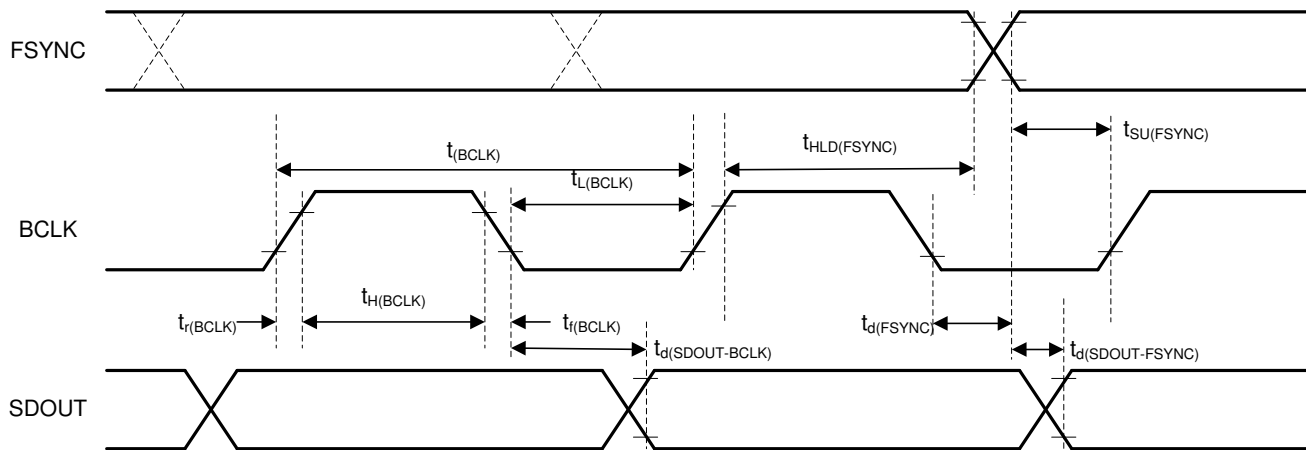 FSYNC
tSU(FSYNC)
tHLD(FSYNC)
t(BCLK)
tL(BCLK)
BCLK
tH(BCLK)
tr(BCLK)
tf(BCLK)
td(FSYNC)
td(SDOUT-BCLK)
td(SDOUT-FSYNC)
SDOUT